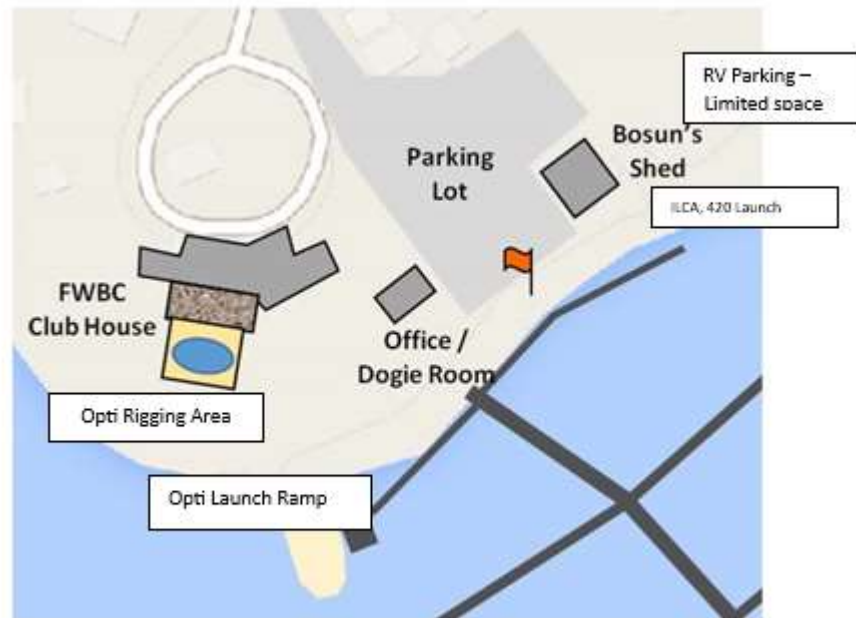 RV Parking –
Limited space
Bosun's
Shed
Parking
Lot
ILCA, 420 Launch
FWBC
Club House
Office /
Dogie Room
Opti Rigging Area
Opti Launch Ramp